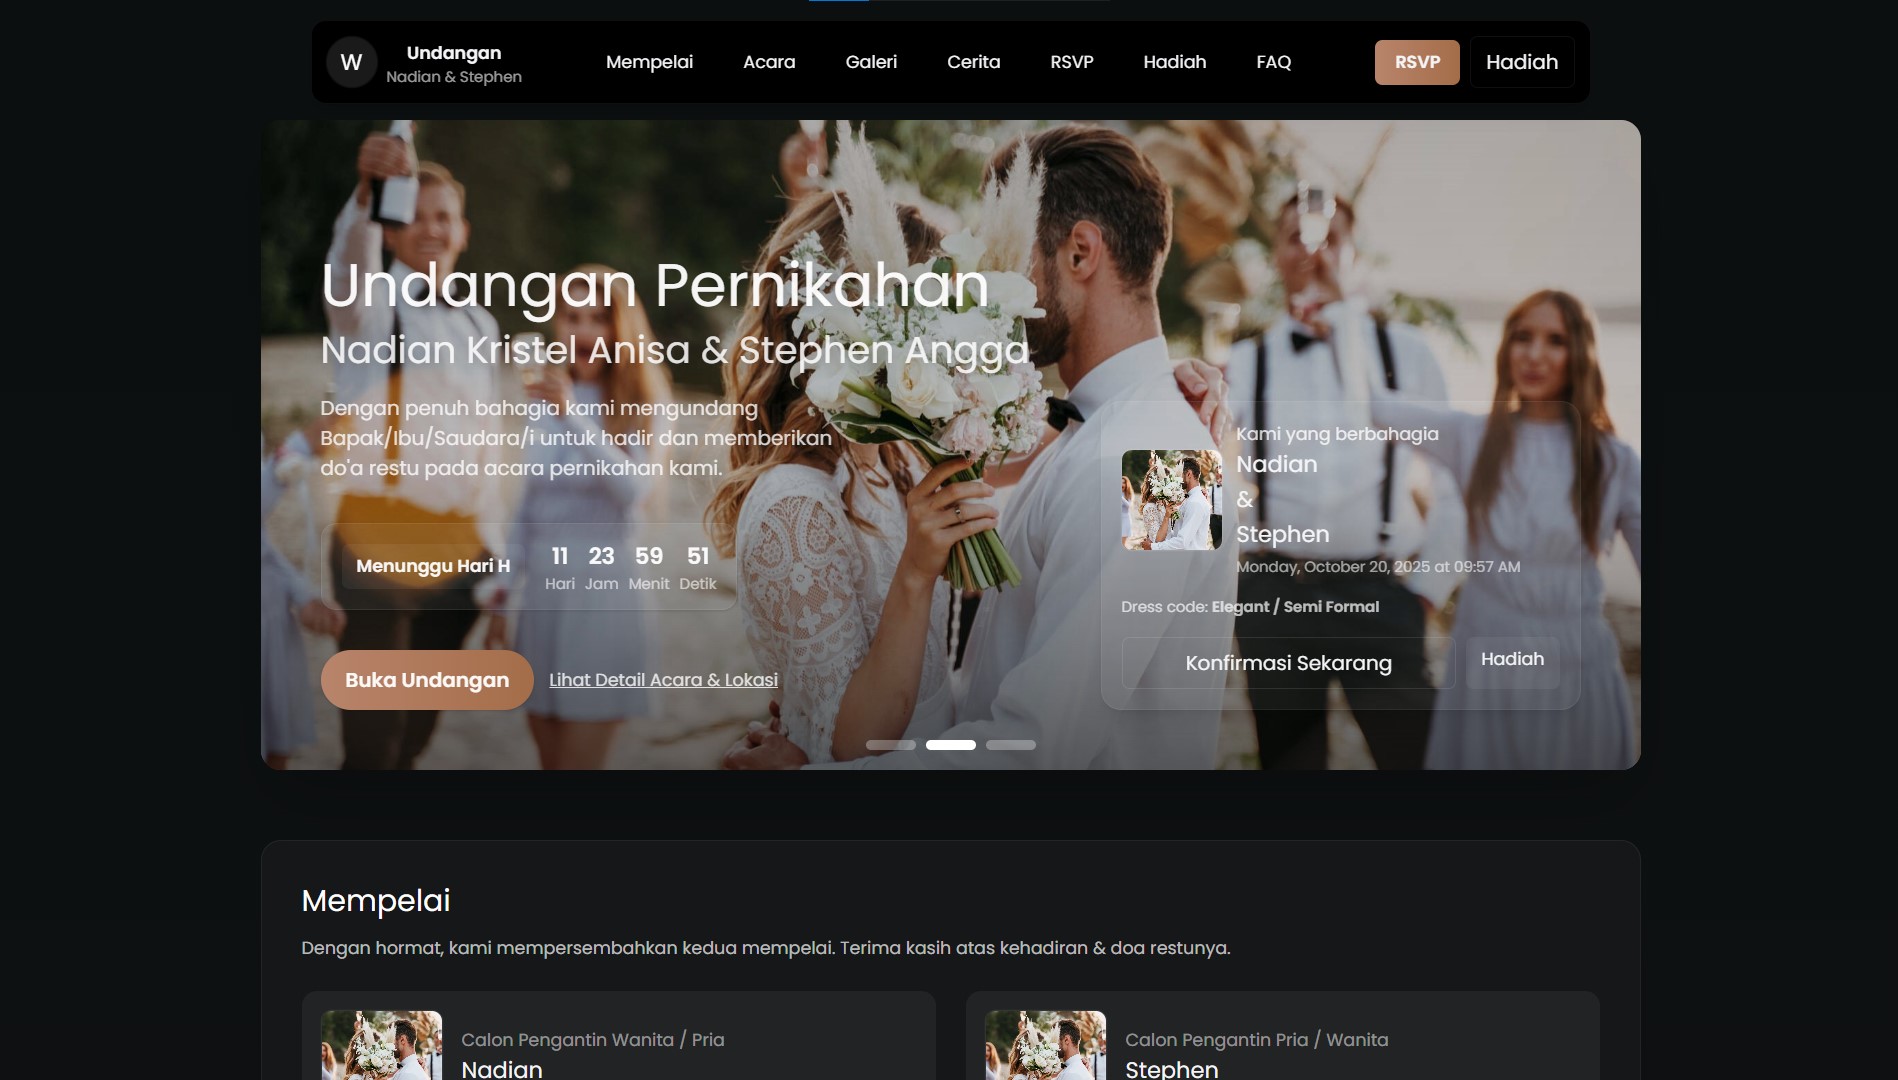 W
Undangan
Nadian & Stephen
Mempelai
Acara
Galeri
Cerita
RSVP
Hadiah
FAQ
RSVP
Hadiah
Undangan Pernikahan
Nadian Kristel Anisa & Stephen Angga
Dengan penuh bahagia kami mengundang
Bapak/Ibu/Saudara/i untuk hadir dan memberikan
do'a restu pada acara pernikahan kami.
Menunggu Hari H
11 23 59 51
Hari Jam Menit Detik
Buka Undangan
Lihat Detail Acara & Lokasi
Kami yang berbahagia
Nadian
&
Stephen
Monday, October 20, 2025 at 09:57 AM
Dress code: Elegant / Semi Formal
Konfirmasi Sekarang
Hadiah
Mempelai
Dengan hormat, kami mempersembahkan kedua mempelai. Terima kasih atas kehadiran & doa restunya.
Calon Pengantin Wanita / Pria
Nadian
Calon Pengantin Pria / Wanita
Stephen